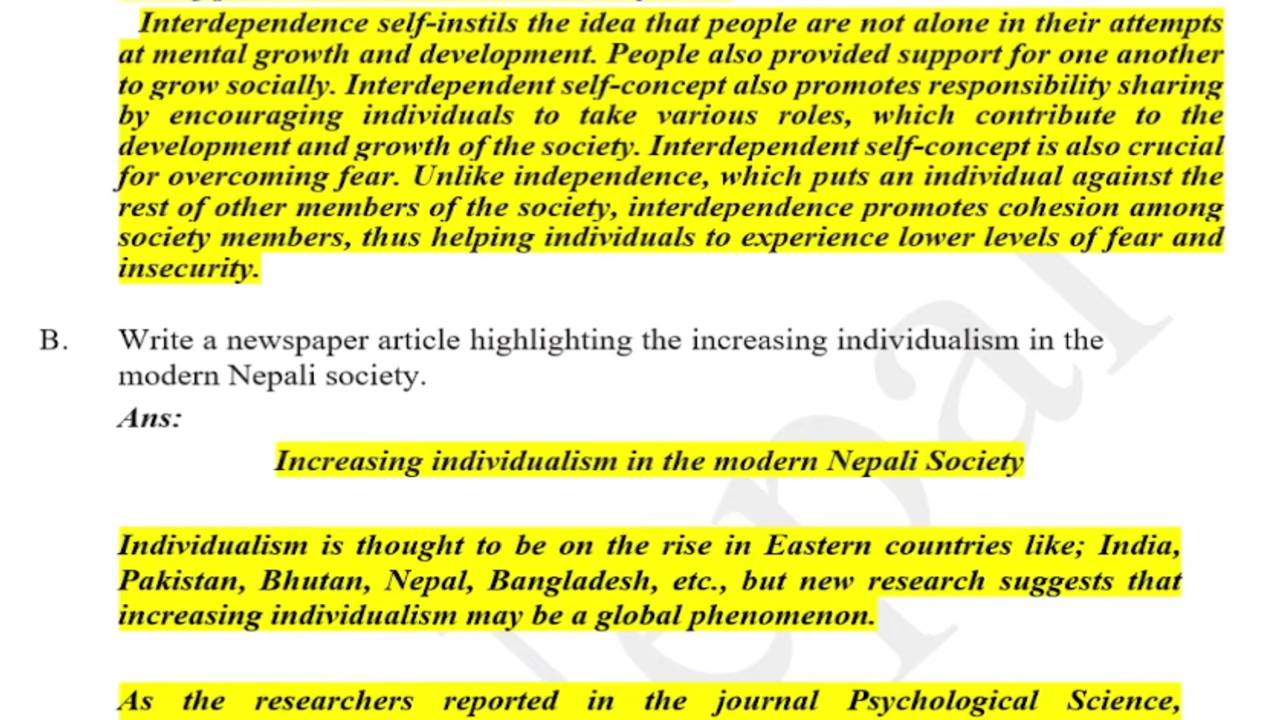 Interdependence self-instils the idea that people are not alone in their attempts
at mental growth and development. People also provided support for one another
to grow socially. Interdependent self-concept also promotes responsibility sharing
by encouraging individuals to take various roles, which contribute to the
development and growth of the society. Interdependent self-concept is also crucial
for overcoming fear. Unlike independence, which puts an individual against the
rest of other members of the society, interdependence promotes cohesion among
society members, thus helping individuals to experience lower levels of fear and
insecurity.
B. Write a newspaper article highlighting the increasing individualism in the
modern Nepali society.
Ans:
Increasing individualism in the modern Nepali Society
Individualism is thought to be on the rise in Eastern countries like; India,
Pakistan, Bhutan, Nepal, Bangladesh, etc., but new research suggests that
increasing individualism may be a global phenomenon.
As the researchers reported in the journal Psychological Science,